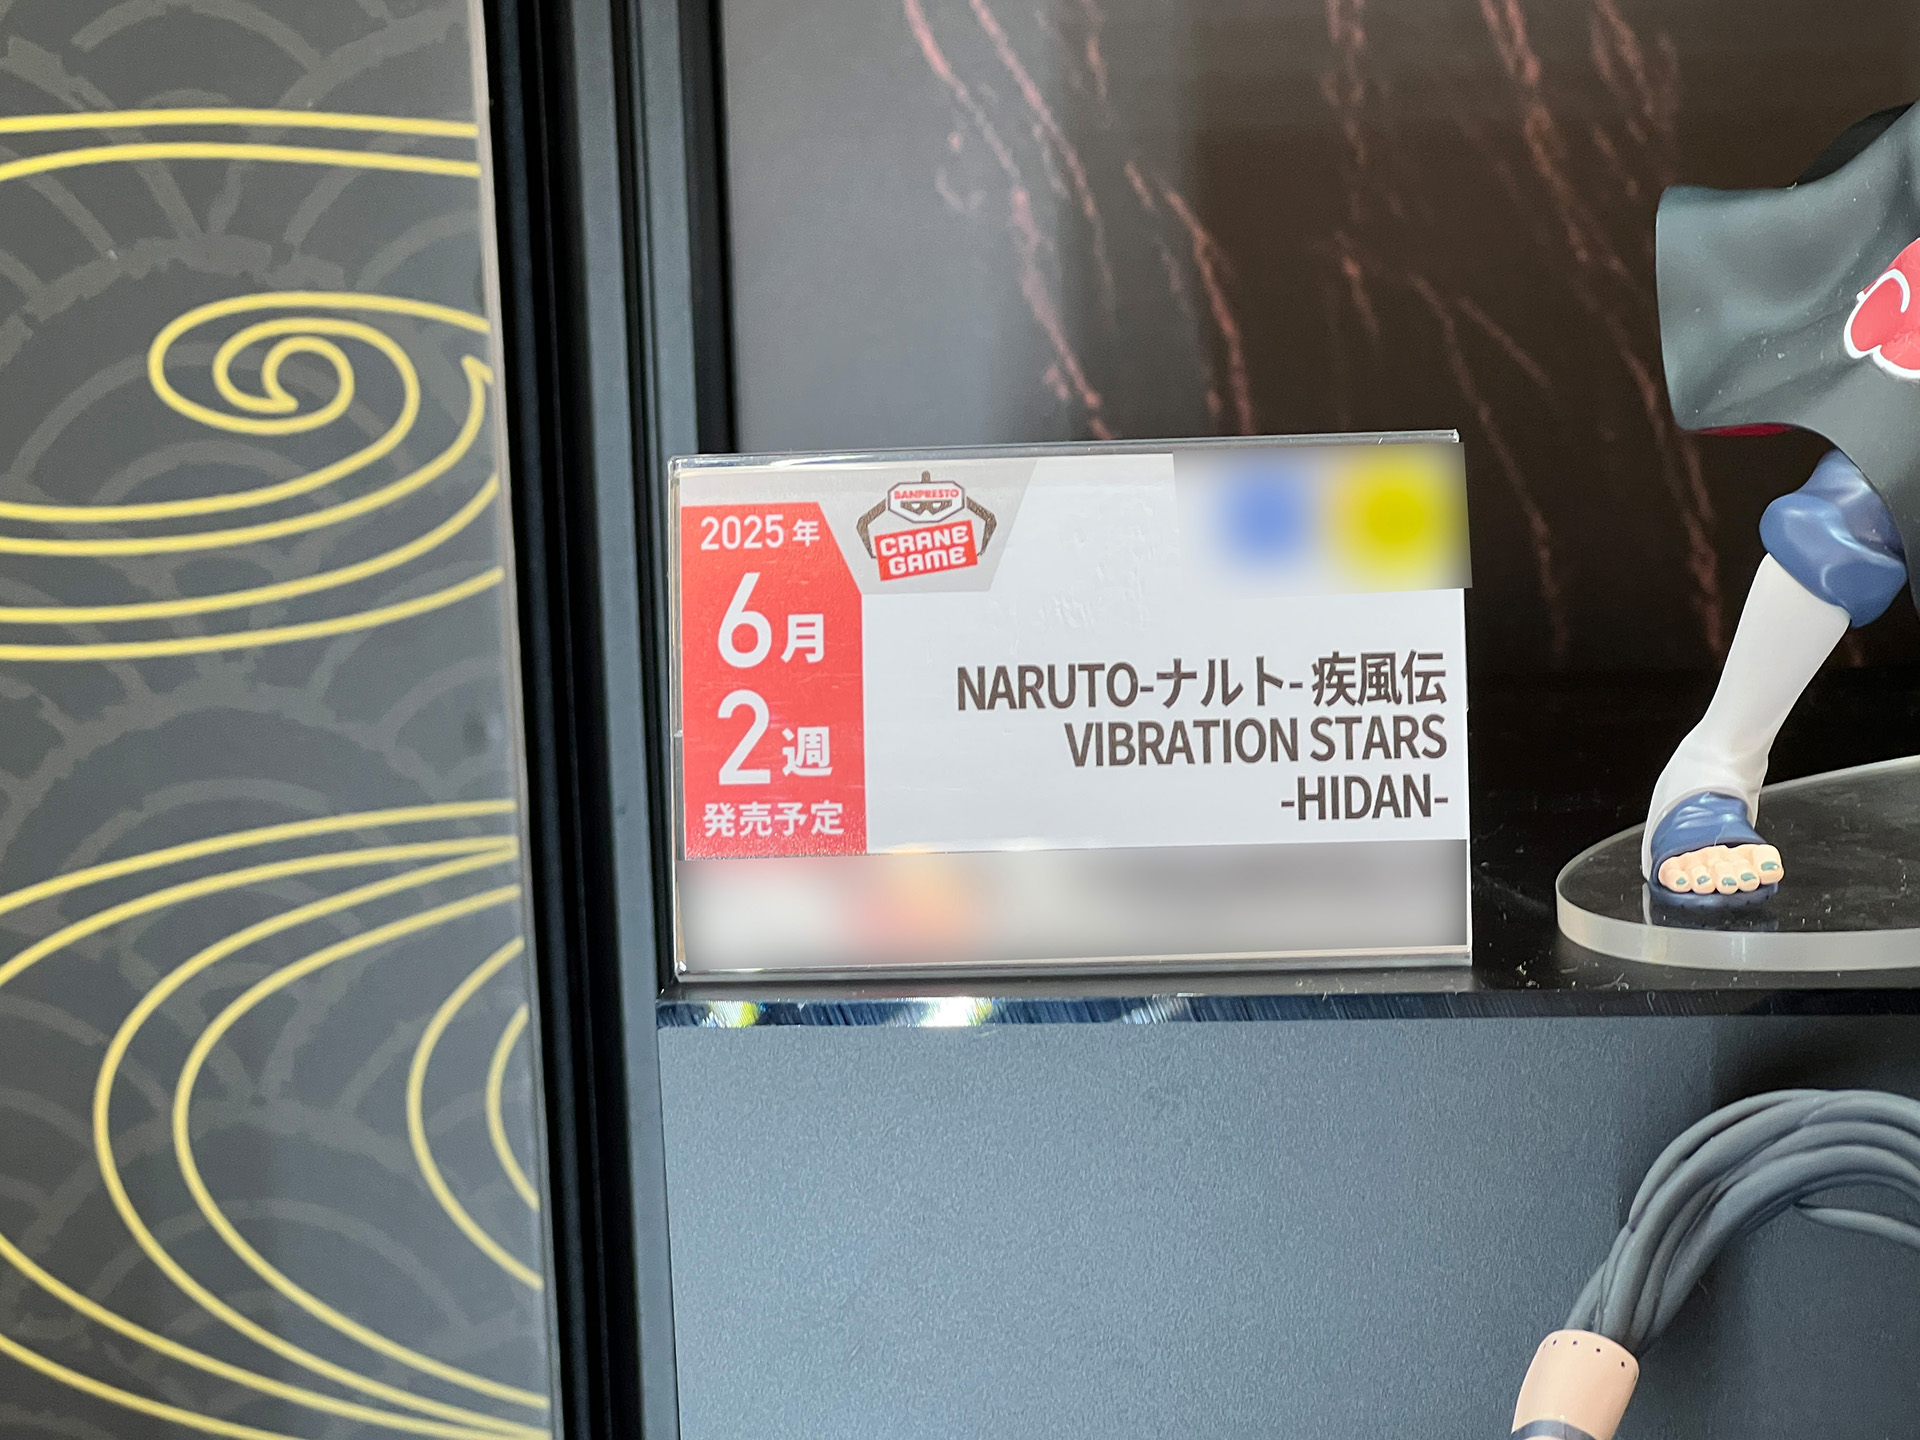 2025年
6月
2週
発売予定
BANPRESTO
CRANE
GAME
NARUTO-ナルト- 疾風伝
VIBRATION STARS
-HIDAN-